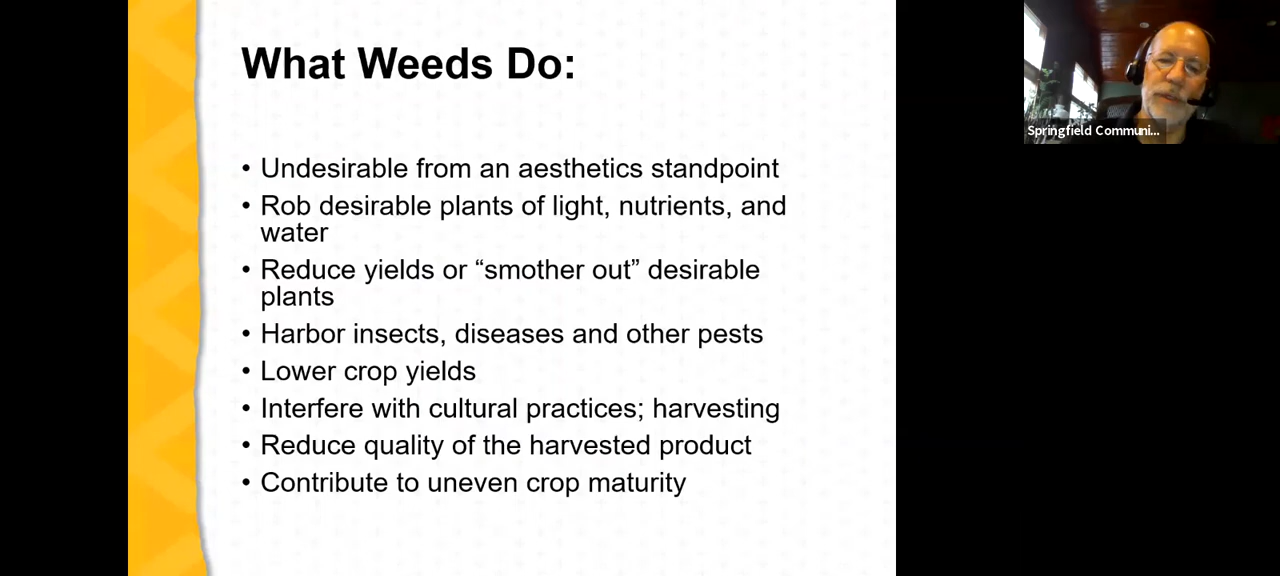 What Weeds Do:
• Undesirable from an aesthetics standpoint
• Rob desirable plants of light, nutrients, and
water
• Reduce yields or “smother out” desirable
plants
• Harbor insects, diseases and other pests
• Lower crop yields
• Interfere with cultural practices; harvesting
• Reduce quality of the harvested product
• Contribute to uneven crop maturity
Springfield Communi...